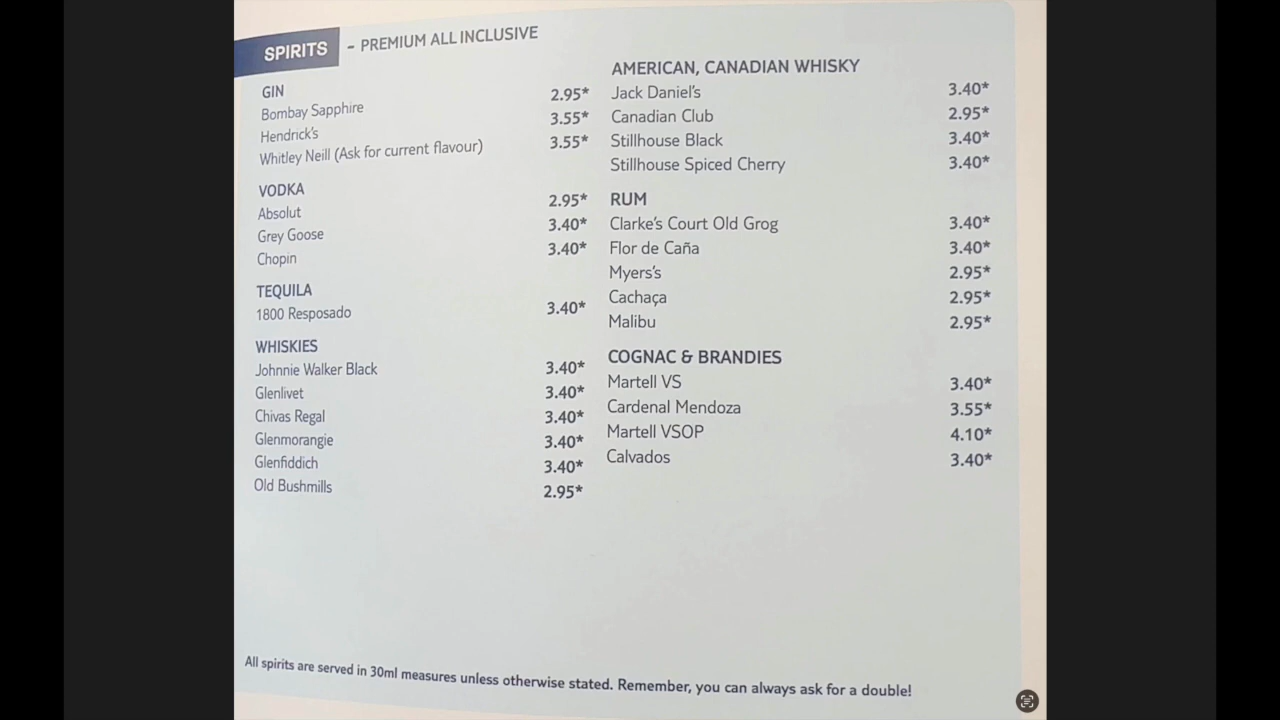 SPIRITS – PREMIUM ALL INCLUSIVE
GIN
Bombay Sapphire 2.95*
Hendrick's 3.55*
Whitley Neill (Ask for current flavour) 3.55*
VODKA
Absolut 2.95*
Grey Goose 3.40*
Chopin 3.40*
TEQUILA
1800 Resposado 3.40*
WHISKIES
Johnnie Walker Black 3.40*
Glenlivet 3.40*
Chivas Regal 3.40*
Glenmorangie 3.40*
Glenfiddich 3.40*
Old Bushmills 2.95*
AMERICAN, CANADIAN WHISKY
Jack Daniel's 3.40*
Canadian Club 2.95*
Stillhouse Black 3.40*
Stillhouse Spiced Cherry 3.40*
RUM
Clarke's Court Old Grog 3.40*
Flor de Caña 3.40*
Myers's 2.95*
Cachaça 2.95*
Malibu 2.95*
COGNAC & BRANDIES
Martell VS 3.40*
Cardenal Mendoza 3.55*
Martell VSOP 4.10*
Calvados 3.40*
All spirits are served in 30ml measures unless otherwise stated. Remember, you can always ask for a double!